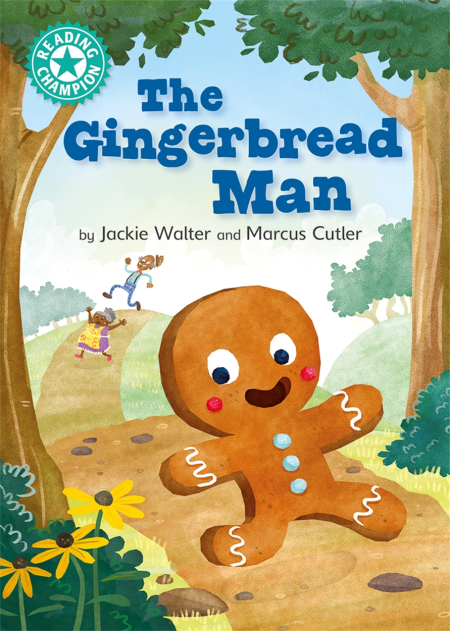 READING
CHAMPION
The
Gingerbread
Man
by Jackie Walter and Marcus Cutler